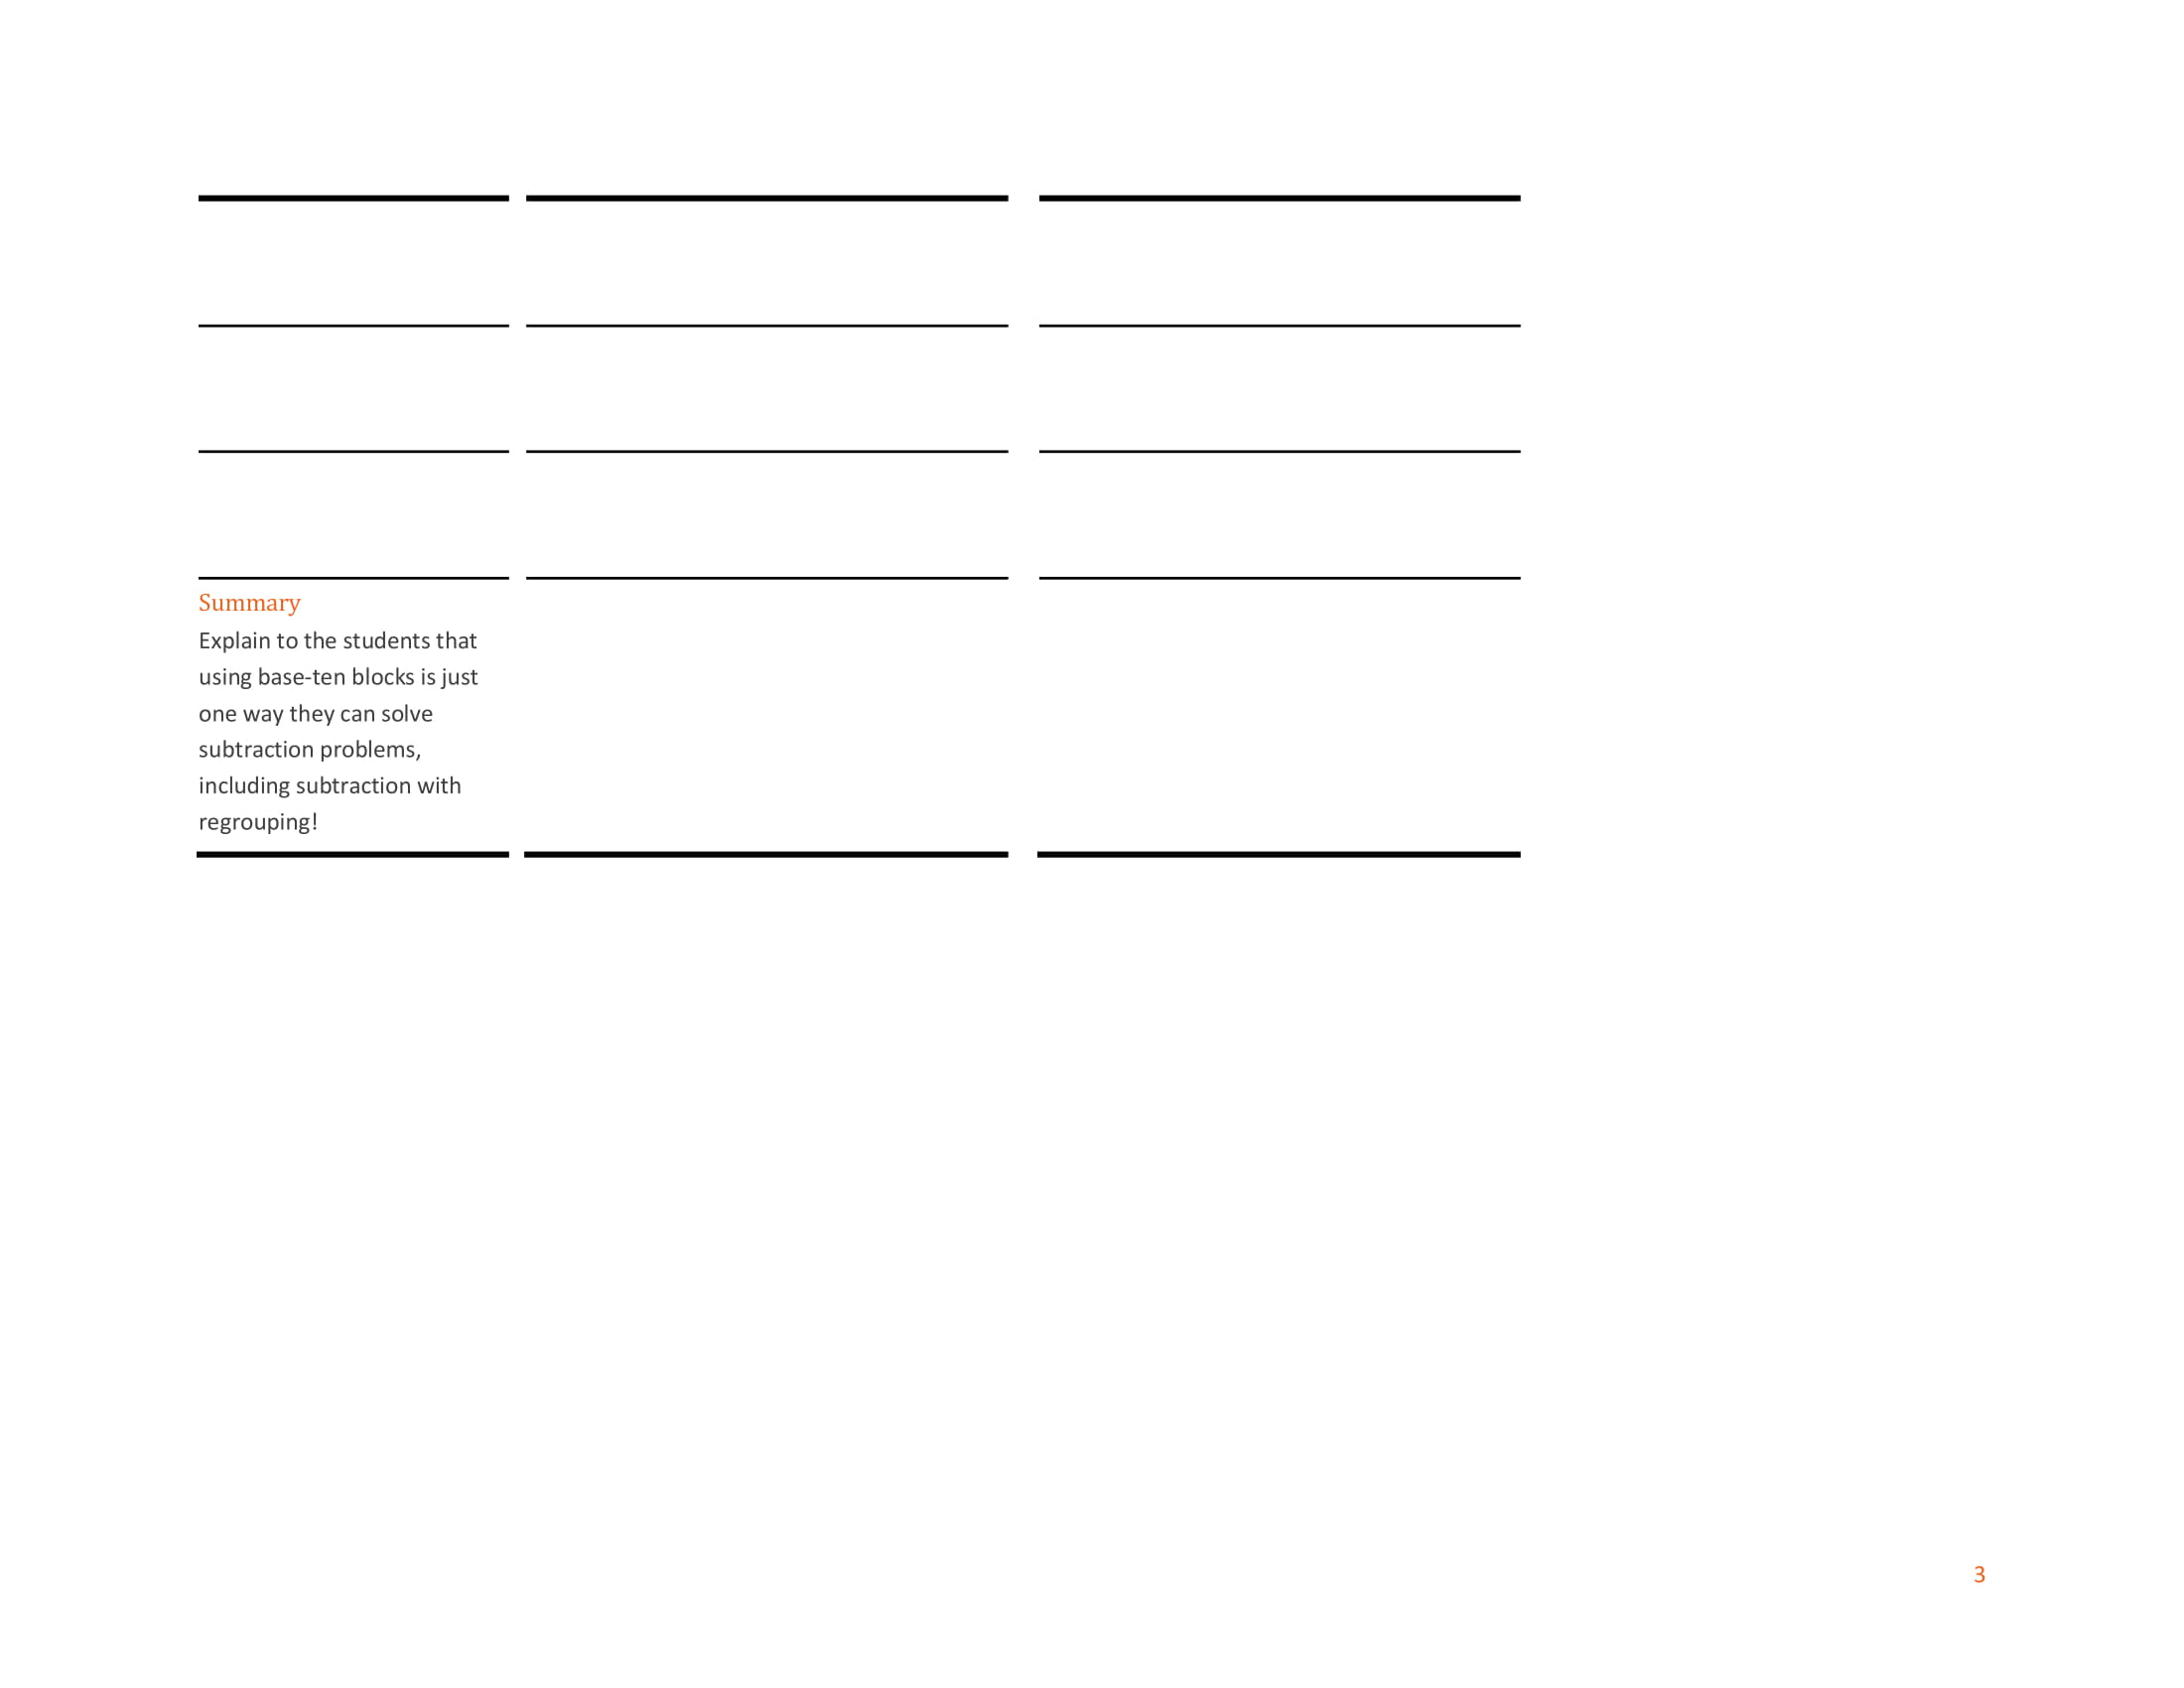 Summary
Explain to the students that
using base-ten blocks is just
one way they can solve
subtraction problems,
including subtraction with
regrouping!
3